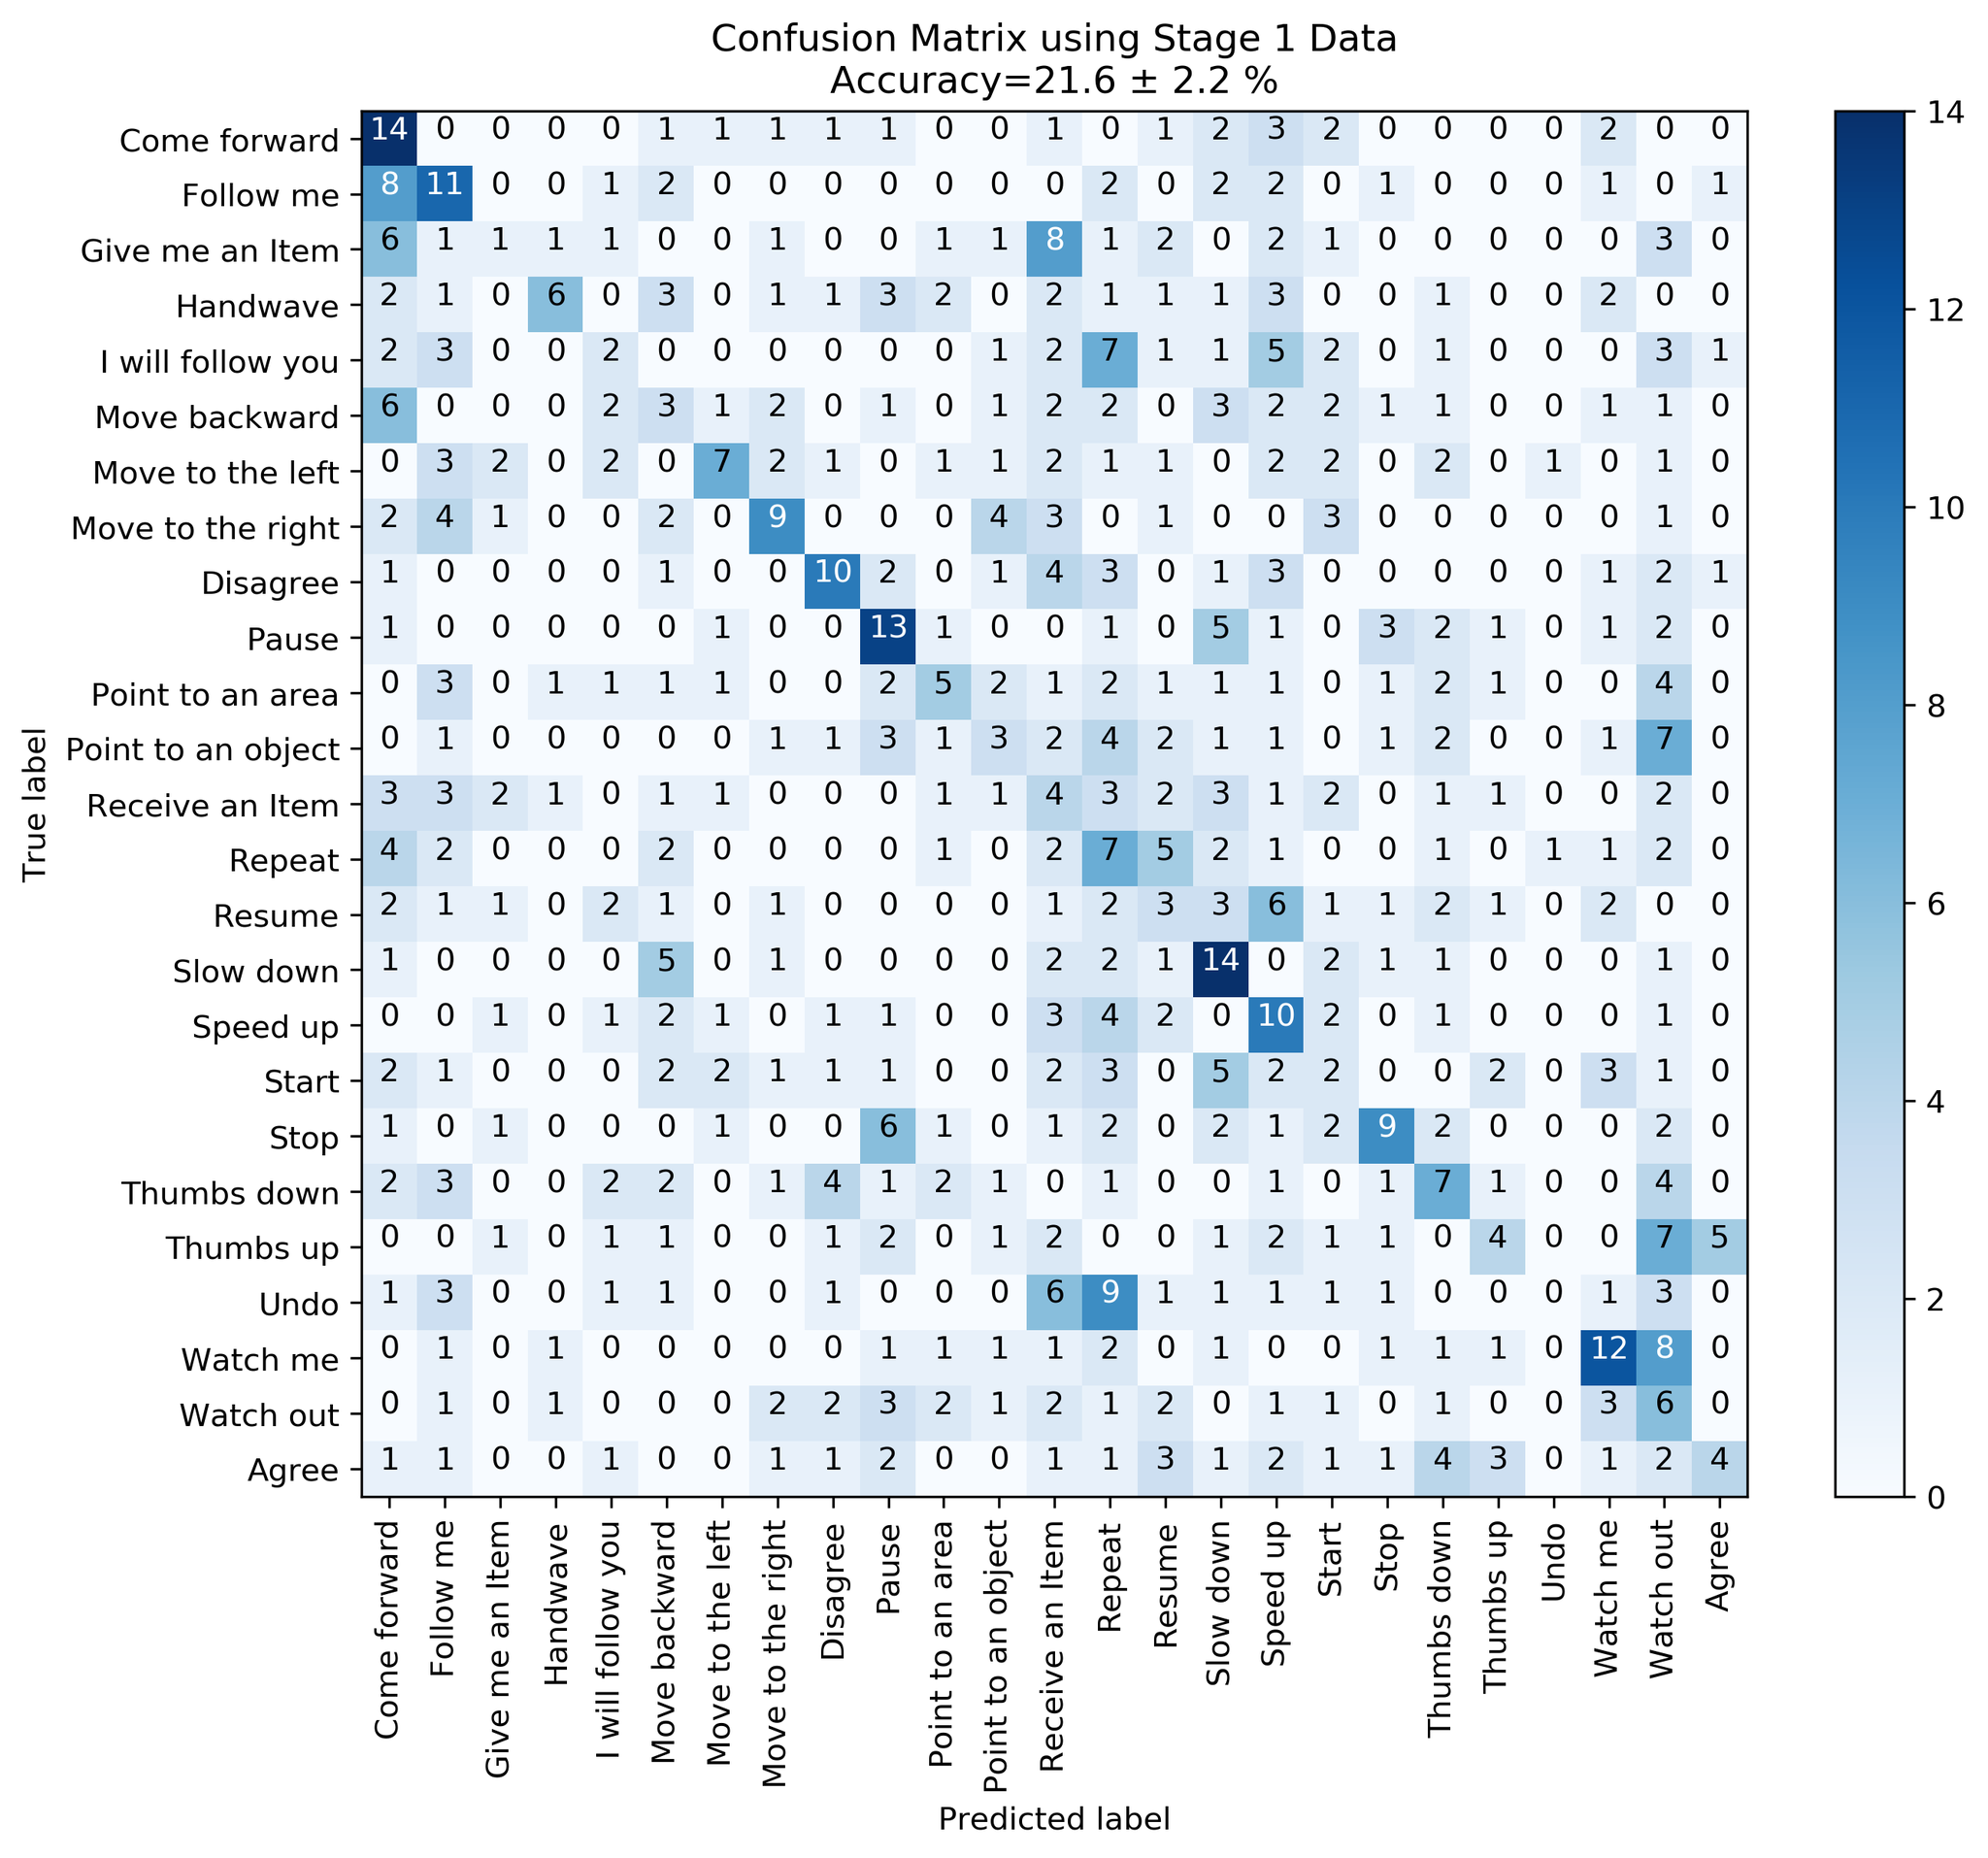 Confusion Matrix using Stage 1 Data
Accuracy=21.6 ± 2.2 %
True label
Come forward 14 0 0 0 0 1 1 1 1 1 0 0 1 0 1 2 3 2 0 0 0 0 2 0 0
Follow me 8 11 0 0 1 2 0 0 0 0 0 0 0 2 0 2 2 0 1 0 0 0 1 0 1
Give me an Item 6 1 1 1 1 0 0 1 0 0 1 1 8 1 2 0 2 1 0 0 0 0 0 3 0
Handwave 2 1 0 6 0 3 0 1 1 3 2 0 2 1 1 1 3 0 0 1 0 0 2 0 0
I will follow you 2 3 0 0 2 0 0 0 0 0 0 1 2 7 1 1 5 2 0 1 0 0 0 3 1
Move backward 6 0 0 0 2 3 1 2 0 1 0 1 2 2 0 3 2 2 1 1 0 0 1 1 0
Move to the left 0 3 2 0 2 0 7 2 1 0 1 1 2 1 1 0 2 2 0 2 0 1 0 1 0
Move to the right 2 4 1 0 0 2 0 9 0 0 0 4 3 0 1 0 0 3 0 0 0 0 0 1 0
Disagree 1 0 0 0 0 1 0 0 10 2 0 1 4 3 0 1 3 0 0 0 0 0 1 2 1
Pause 1 0 0 0 0 0 1 0 0 13 1 0 0 1 0 5 1 0 3 2 1 0 1 2 0
Point to an area 0 3 0 1 1 1 1 0 0 2 5 2 1 2 1 1 1 0 1 2 1 0 0 4 0
Point to an object 0 1 0 0 0 0 0 1 1 3 1 3 2 4 2 1 1 0 1 2 0 0 1 7 0
Receive an Item 3 3 2 1 0 1 1 0 0 0 1 1 4 3 2 3 1 2 0 1 1 0 0 2 0
Repeat 4 2 0 0 0 2 0 0 0 0 1 0 2 7 5 2 1 0 0 1 0 1 1 2 0
Resume 2 1 1 0 2 1 0 1 0 0 0 0 1 2 3 3 6 1 1 2 1 0 2 0 0
Slow down 1 0 0 0 0 5 0 1 0 0 0 0 2 2 1 14 0 2 1 1 0 0 0 1 0
Speed up 0 0 1 0 1 2 1 0 1 1 0 0 3 4 2 0 10 2 0 1 0 0 0 1 0
Start 2 1 0 0 0 2 2 1 1 1 0 0 2 3 0 5 2 2 0 0 2 0 3 1 0
Stop 1 0 1 0 0 0 1 0 0 6 1 0 1 2 0 2 1 2 9 2 0 0 0 2 0
Thumbs down 2 3 0 0 2 2 0 1 4 1 2 1 0 1 0 0 1 0 1 7 1 0 0 4 0
Thumbs up 0 0 1 0 1 1 0 0 1 2 0 1 2 0 0 1 2 1 1 0 4 0 0 7 5
Undo 1 3 0 0 1 1 0 0 1 0 0 0 6 9 1 1 1 1 1 0 0 0 1 3 0
Watch me 0 1 0 1 0 0 0 0 0 1 1 1 1 2 0 1 0 0 1 1 1 0 12 8 0
Watch out 0 1 0 1 0 0 0 2 2 3 2 1 2 1 2 0 1 1 0 1 0 0 3 6 0
Agree 1 1 0 0 1 0 0 1 1 2 0 0 1 1 3 1 2 1 1 4 3 0 1 2 4
Come forward
Follow me
Give me an Item
Handwave
I will follow you
Move backward
Move to the left
Move to the right
Disagree
Pause
Point to an area
Point to an object
Receive an Item
Repeat
Resume
Slow down
Speed up
Start
Stop
Thumbs down
Thumbs up
Undo
Watch me
Watch out
Agree
Predicted label
14
12
10
8
6
4
2
0